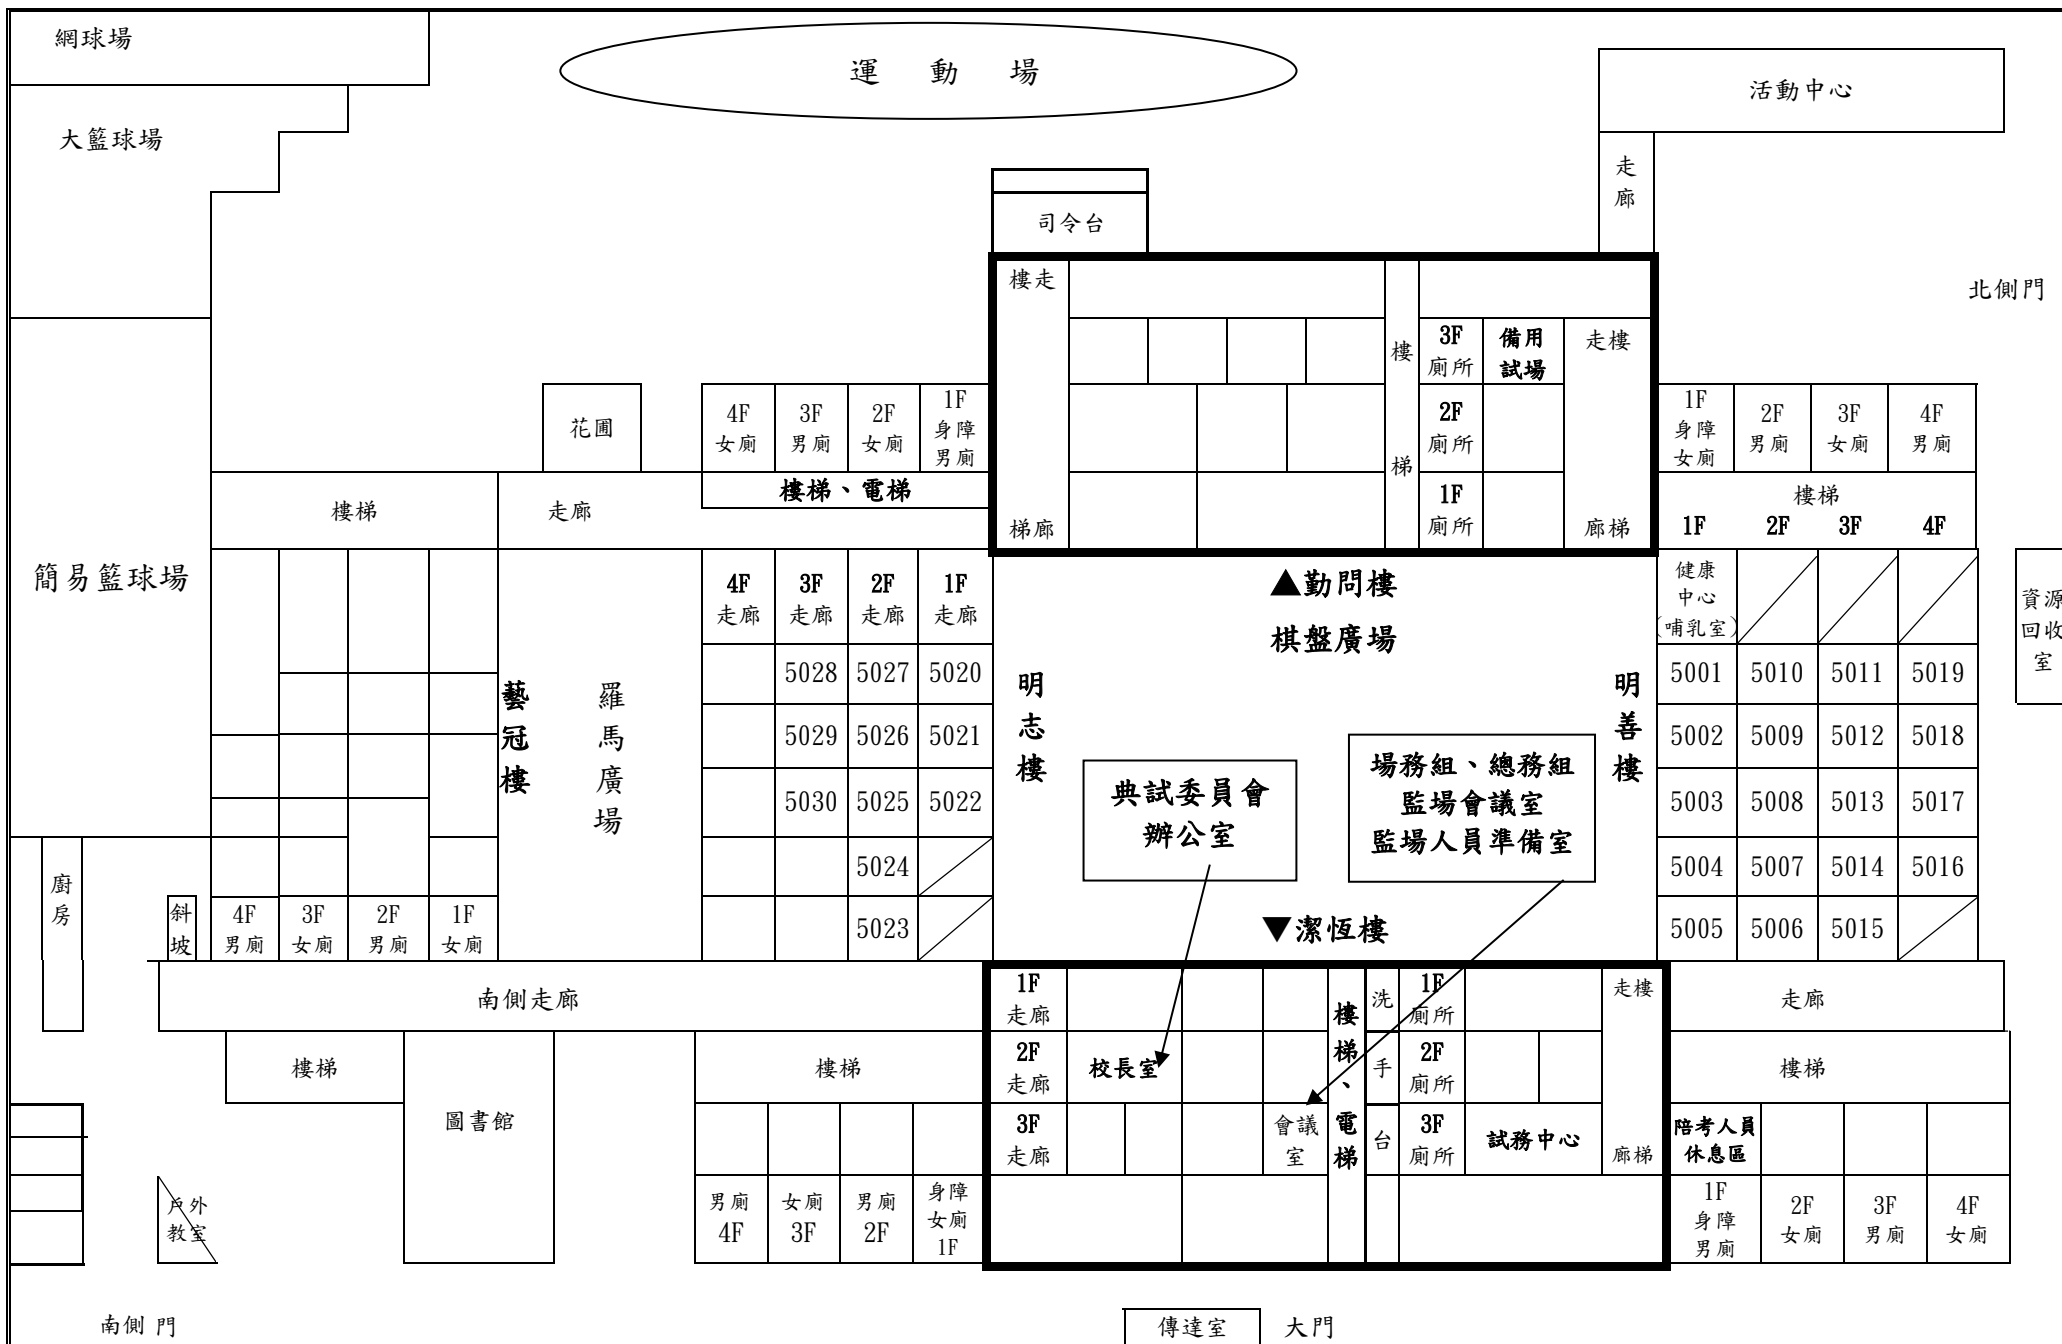 網球場
運 動 場
活動中心
大籃球場
走廊
司令台
北側門
樓走
樓梯
梯廊
3F
廁所
備用
試場
走樓
2F
廁所
1F
廁所
廊梯
花圃
4F
女廁
3F
男廁
2F
女廁
1F
身障
男廁
1F
身障
女廁
2F
男廁
3F
女廁
4F
男廁
樓梯
走廊
樓梯、電梯
樓梯
1F 2F 3F 4F
簡易籃球場
4F
走廊
3F
走廊
2F
走廊
1F
走廊
▲勤問樓
棋盤廣場
健康
中心
(哺乳室)
資源
回收
室
藝冠樓
羅馬廣場
5028 5027 5020
5029 5026 5021
5030 5025 5022
5024
5023
明志樓
明善樓
5001 5010 5011 5019
5002 5009 5012 5018
5003 5008 5013 5017
5004 5007 5014 5016
5005 5006 5015
典試委員會
辦公室
場務組、總務組
監場會議室
監場人員準備室
▼潔恆樓
廚房
斜坡
4F
男廁
3F
女廁
2F
男廁
1F
女廁
南側走廊
1F
走廊
樓梯、電梯
洗手台
1F
廁所
走樓
走廊
樓梯
圖書館
樓梯
2F
走廊
校長室
2F
廁所
樓梯
3F
走廊
會議
室
3F
廁所
試務中心
廊梯
陪考人員
休息區
戶外
教室
男廁
4F
女廁
3F
男廁
2F
身障
女廁
1F
1F
身障
男廁
2F
女廁
3F
男廁
4F
女廁
南側 門
傳達室
大門